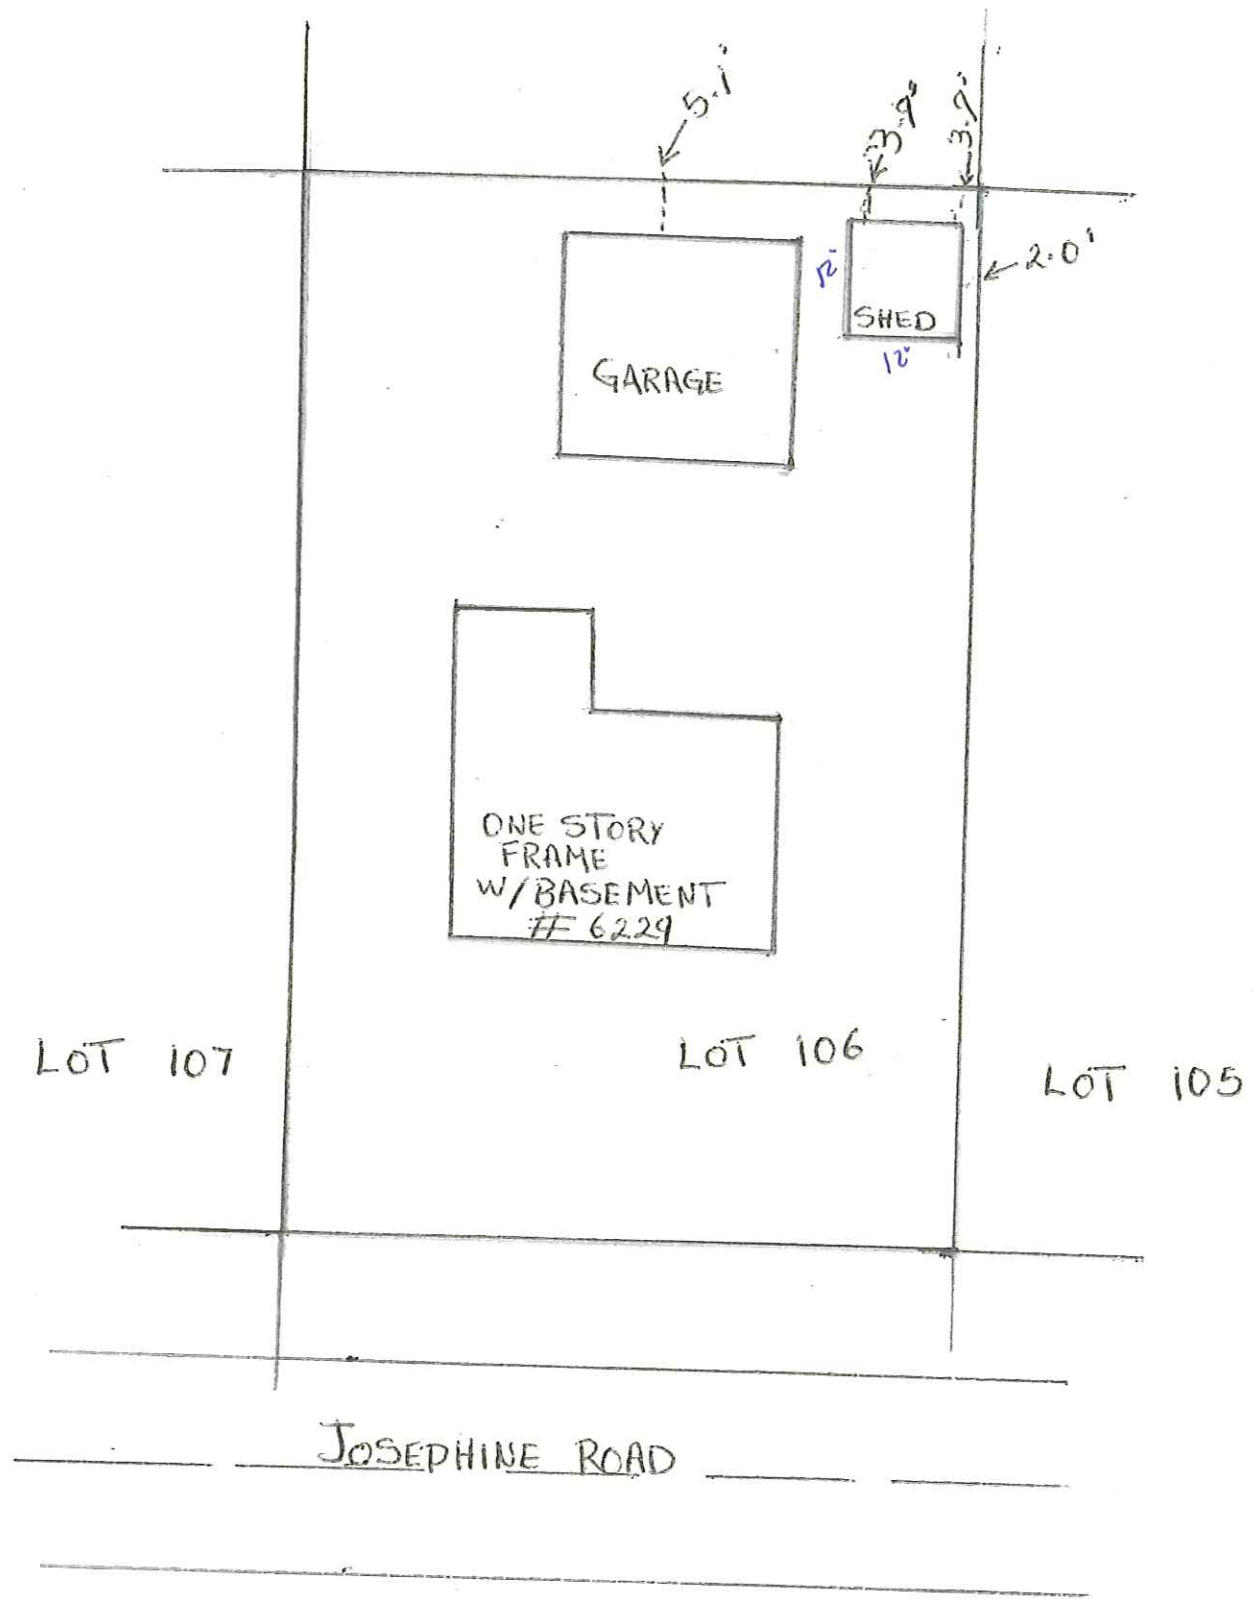 5.1'
3.9'
3.9'
2.0'
12'
SHED
12'
GARAGE
ONE STORY
FRAME
W/BASEMENT
# 6229
LOT 107
LOT 106
LOT 105
JOSEPHINE ROAD